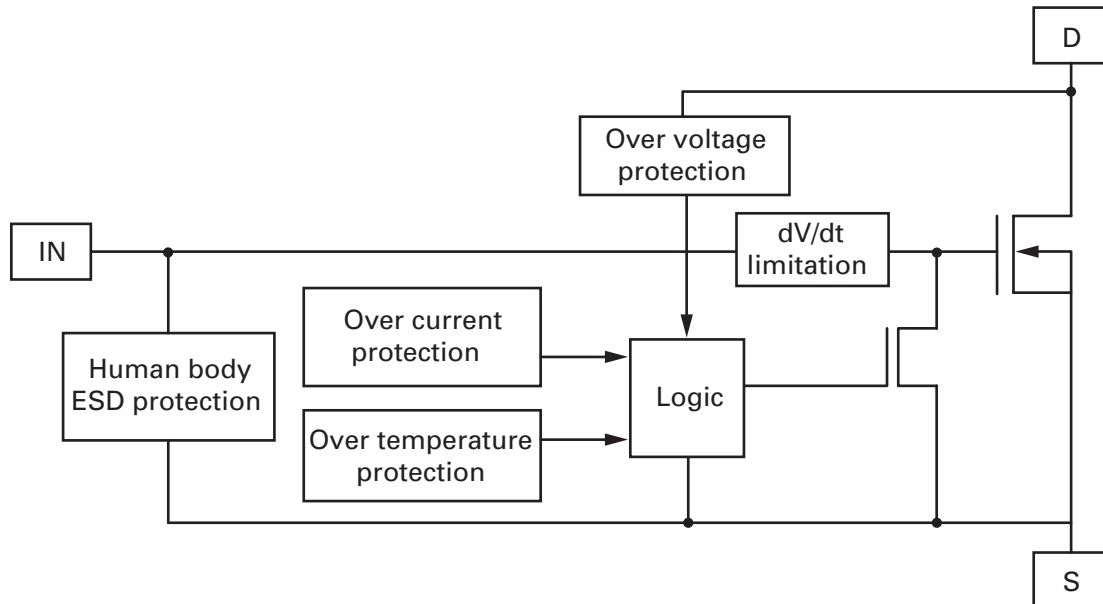 D
Over voltage
protection
IN
dV/dt
limitation
Over current
protection
Human body
ESD protection
Logic
Over temperature
protection
S